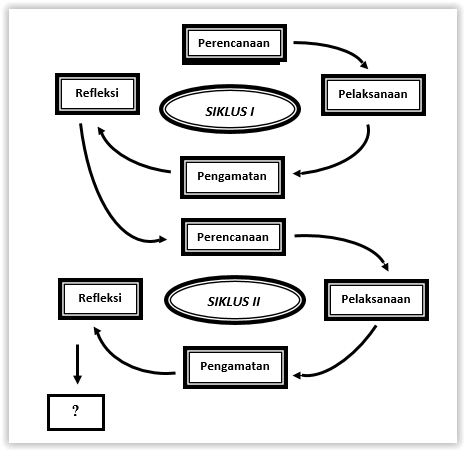 Perencanaan
Refleksi
SIKLUS I
Pelaksanaan
Pengamatan
Perencanaan
Refleksi
SIKLUS II
Pelaksanaan
Pengamatan
?